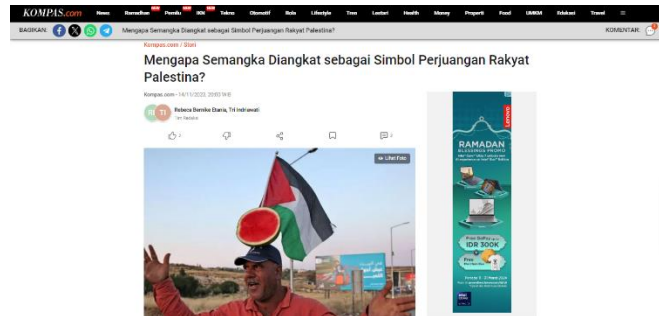 KOMPAS.com News Ramadhan Pemilu IKN Tekno Otomotif Bola Lifestyle Tren Lestari Health Money Properti Food UMKM Edukasi Travel
BAGIKAN: Mengapa Semangka Diangkat sebagai Simbol Perjuangan Rakyat Palestina? KOMENTAR:
Kompas.com / Stori
Mengapa Semangka Diangkat sebagai Simbol Perjuangan Rakyat
Palestina?
Kompas.com - 14/11/2023, 20:03 WIB
TI
Tri Indriawati
Tim Redaksi
Lihat Foto
Lenovo
RAMADAN
IDR 300K
Free